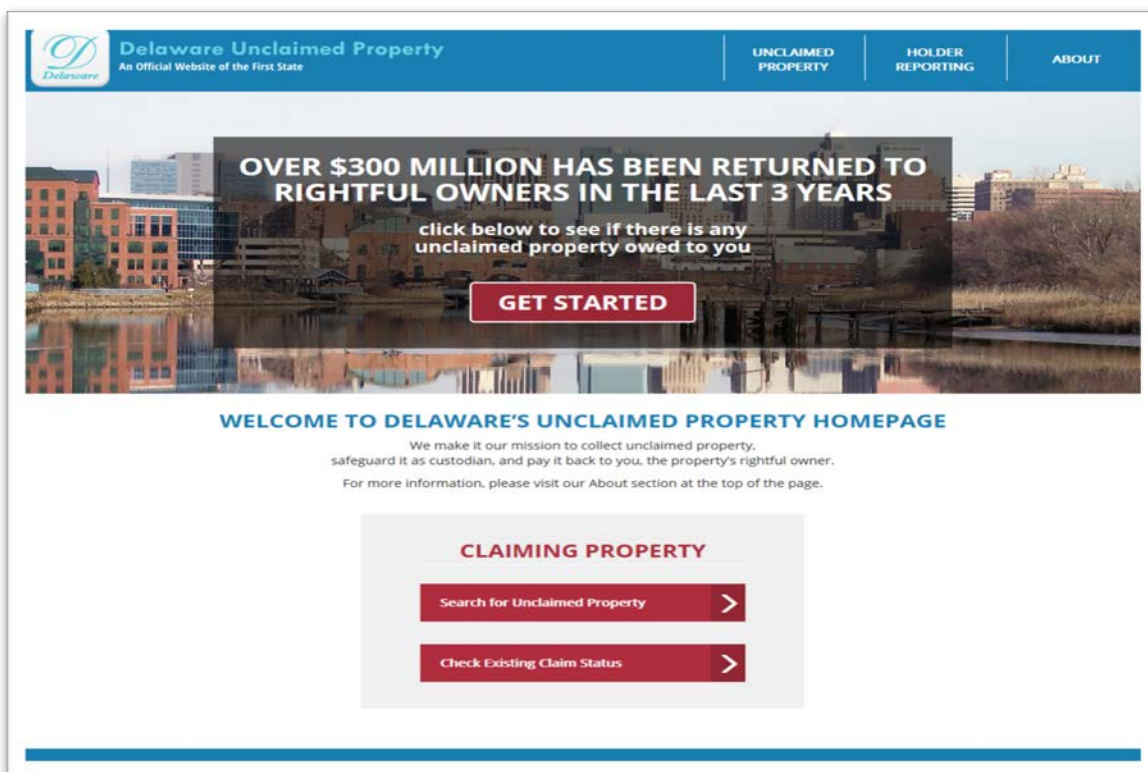 D
Delaware
Delaware Unclaimed Property
An Official Website of the First State
UNCLAIMED
PROPERTY
HOLDER
REPORTING
ABOUT
OVER $300 MILLION HAS BEEN RETURNED TO
RIGHTFUL OWNERS IN THE LAST 3 YEARS
click below to see if there is any
unclaimed property owed to you
GET STARTED
WELCOME TO DELAWARE'S UNCLAIMED PROPERTY HOMEPAGE
We make it our mission to collect unclaimed property,
safeguard it as custodian, and pay it back to you, the property's rightful owner.
For more information, please visit our About section at the top of the page.
CLAIMING PROPERTY
Search for Unclaimed Property
Check Existing Claim Status